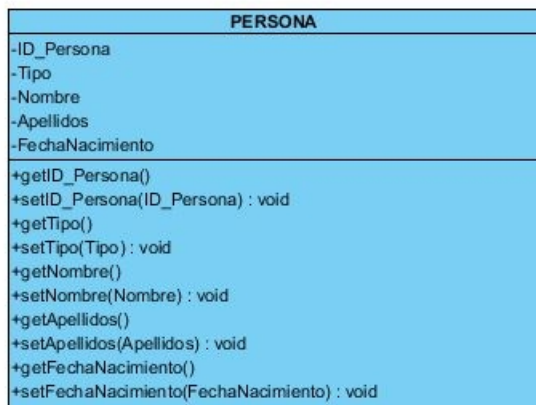 PERSONA
-ID_Persona
-Tipo
-Nombre
-Apellidos
-FechaNacimiento
+getID_Persona()
+setID_Persona(ID_Persona) : void
+getTipo()
+setTipo(Tipo) : void
+getNombre()
+setNombre(Nombre) : void
+getApellidos()
+setApellidos(Apellidos) : void
+getFechaNacimiento()
+setFechaNacimiento(FechaNacimiento) : void